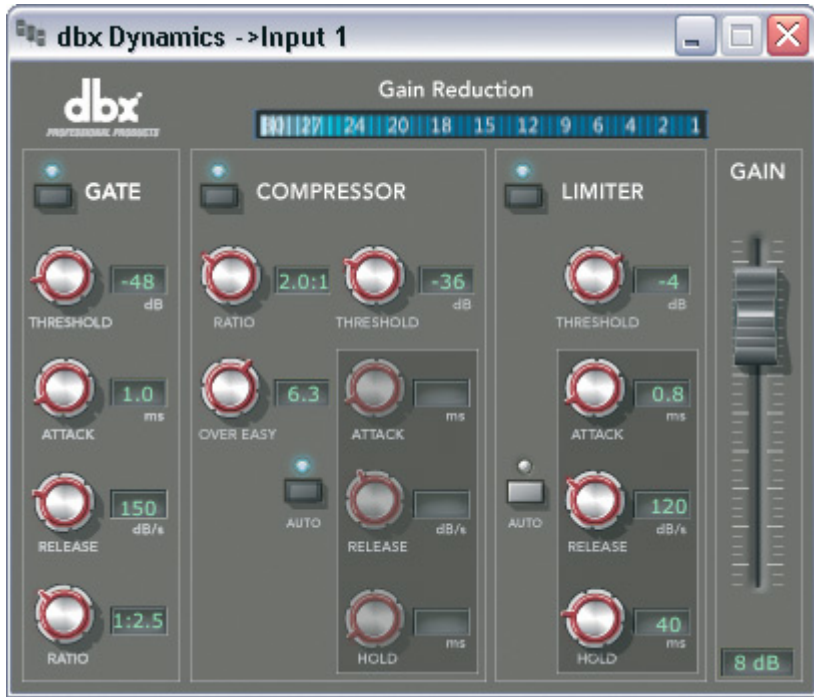 dbx Dynamics ->Input 1
dbx
PROFESSIONAL PRODUCTS
Gain Reduction
30 27 24 20 18 15 12 9 6 4 2 1
GATE
-48
dB
THRESHOLD
1.0
ms
ATTACK
150
dB/s
RELEASE
1:2.5
RATIO
COMPRESSOR
2.0:1
RATIO
-36
dB
THRESHOLD
6.3
OVER EASY
ms
ATTACK
AUTO
dB/s
RELEASE
ms
HOLD
LIMITER
-4
dB
THRESHOLD
0.8
ms
ATTACK
AUTO
120
dB/s
RELEASE
40
ms
HOLD
GAIN
8 dB